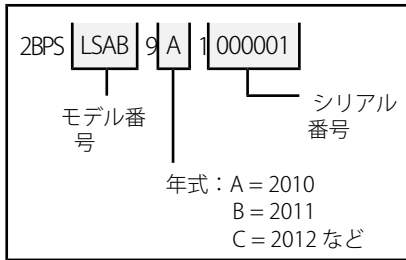 2BPS LSAB 9 A 1 000001
モデル番
号
シリアル
番号
年式：A = 2010
B = 2011
C = 2012 など